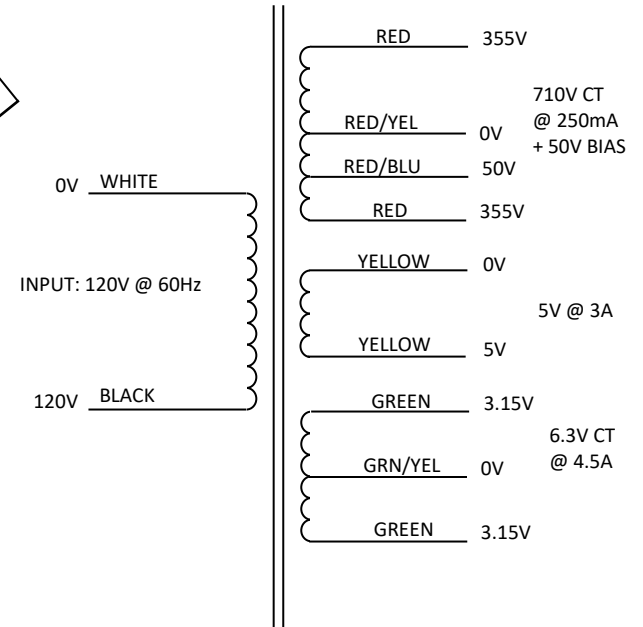 RED 355V
710V CT
@ 250mA
+ 50V BIAS
RED/YEL 0V
RED/BLU 50V
RED 355V
0V WHITE
INPUT: 120V @ 60Hz
120V BLACK
YELLOW 0V
5V @ 3A
YELLOW 5V
GREEN 3.15V
6.3V CT
@ 4.5A
GRN/YEL 0V
GREEN 3.15V